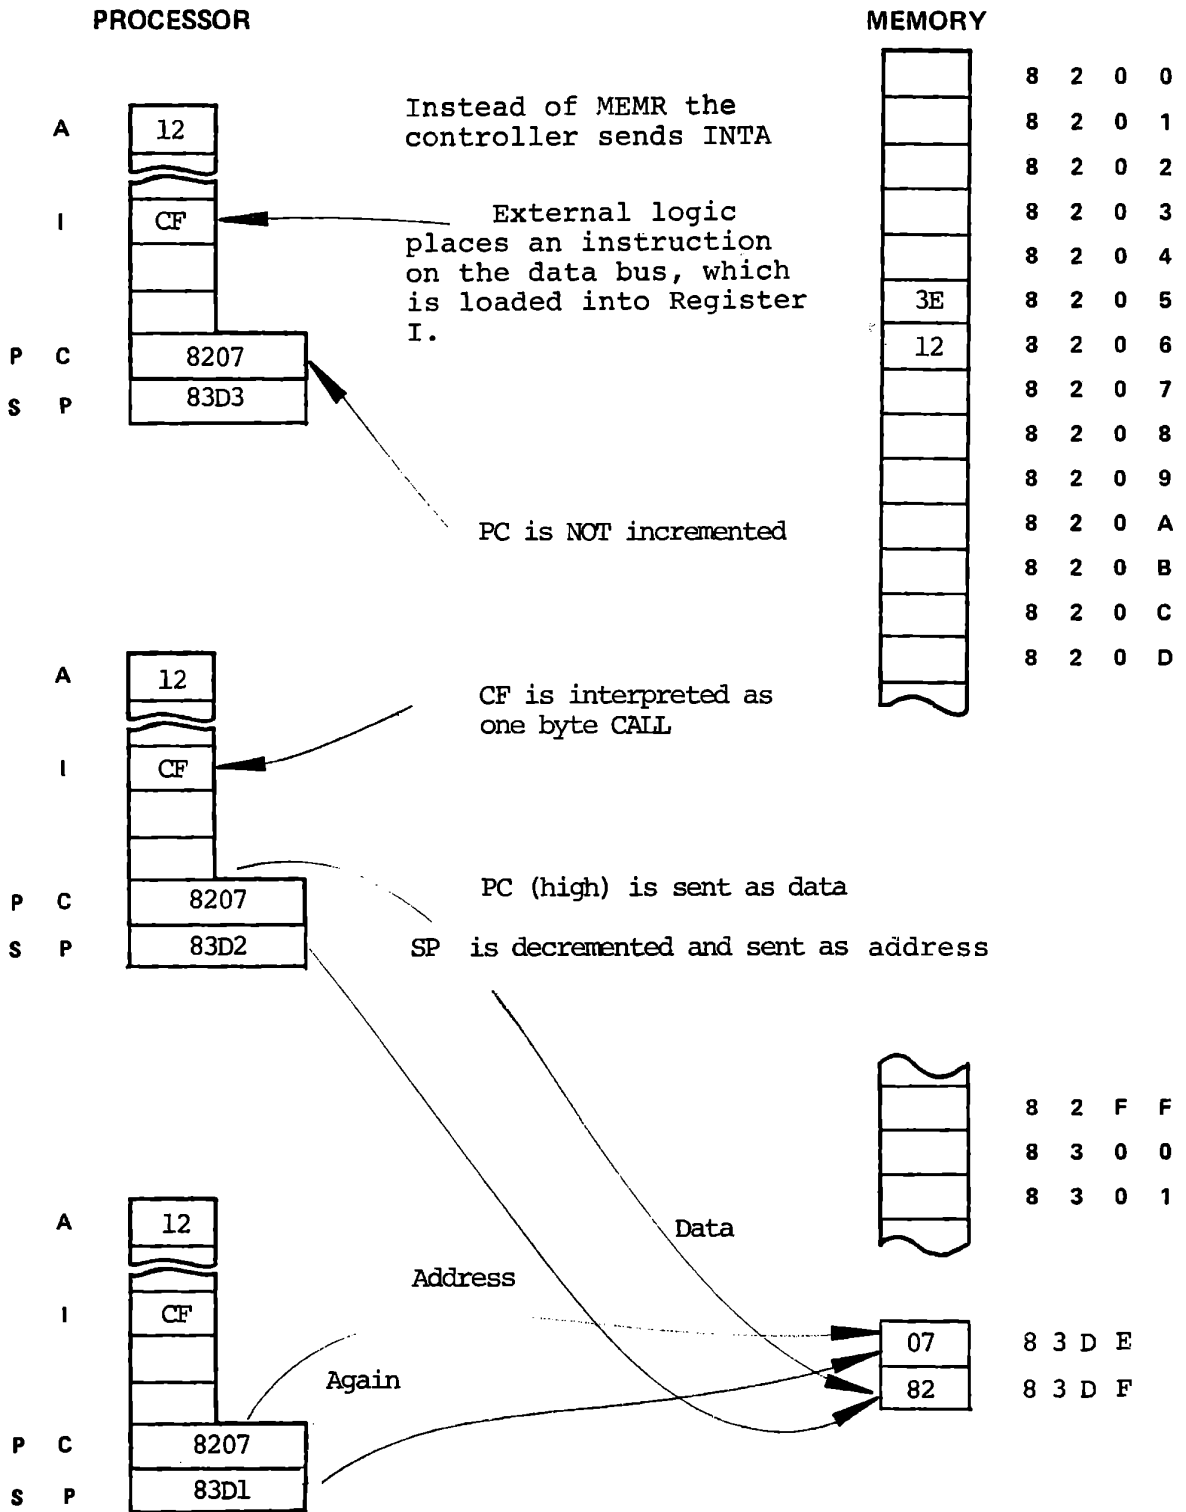 PROCESSOR
MEMORY
A 12
Instead of MEMR the
controller sends INTA
I CF
External logic
places an instruction
on the data bus, which
is loaded into Register
I.
P C 8207
S P 83D3
PC is NOT incremented
8 2 0 0
8 2 0 1
8 2 0 2
8 2 0 3
8 2 0 4
3E 8 2 0 5
12 8 2 0 6
8 2 0 7
8 2 0 8
8 2 0 9
8 2 0 A
8 2 0 B
8 2 0 C
8 2 0 D
A 12
CF is interpreted as
one byte CALL
I CF
PC (high) is sent as data
P C 8207
SP is decremented and sent as address
S P 83D2
8 2 F F
8 3 0 0
8 3 0 1
A 12
Data
Address
I CF
07 8 3 D E
82 8 3 D F
Again
P C 8207
S P 83D1